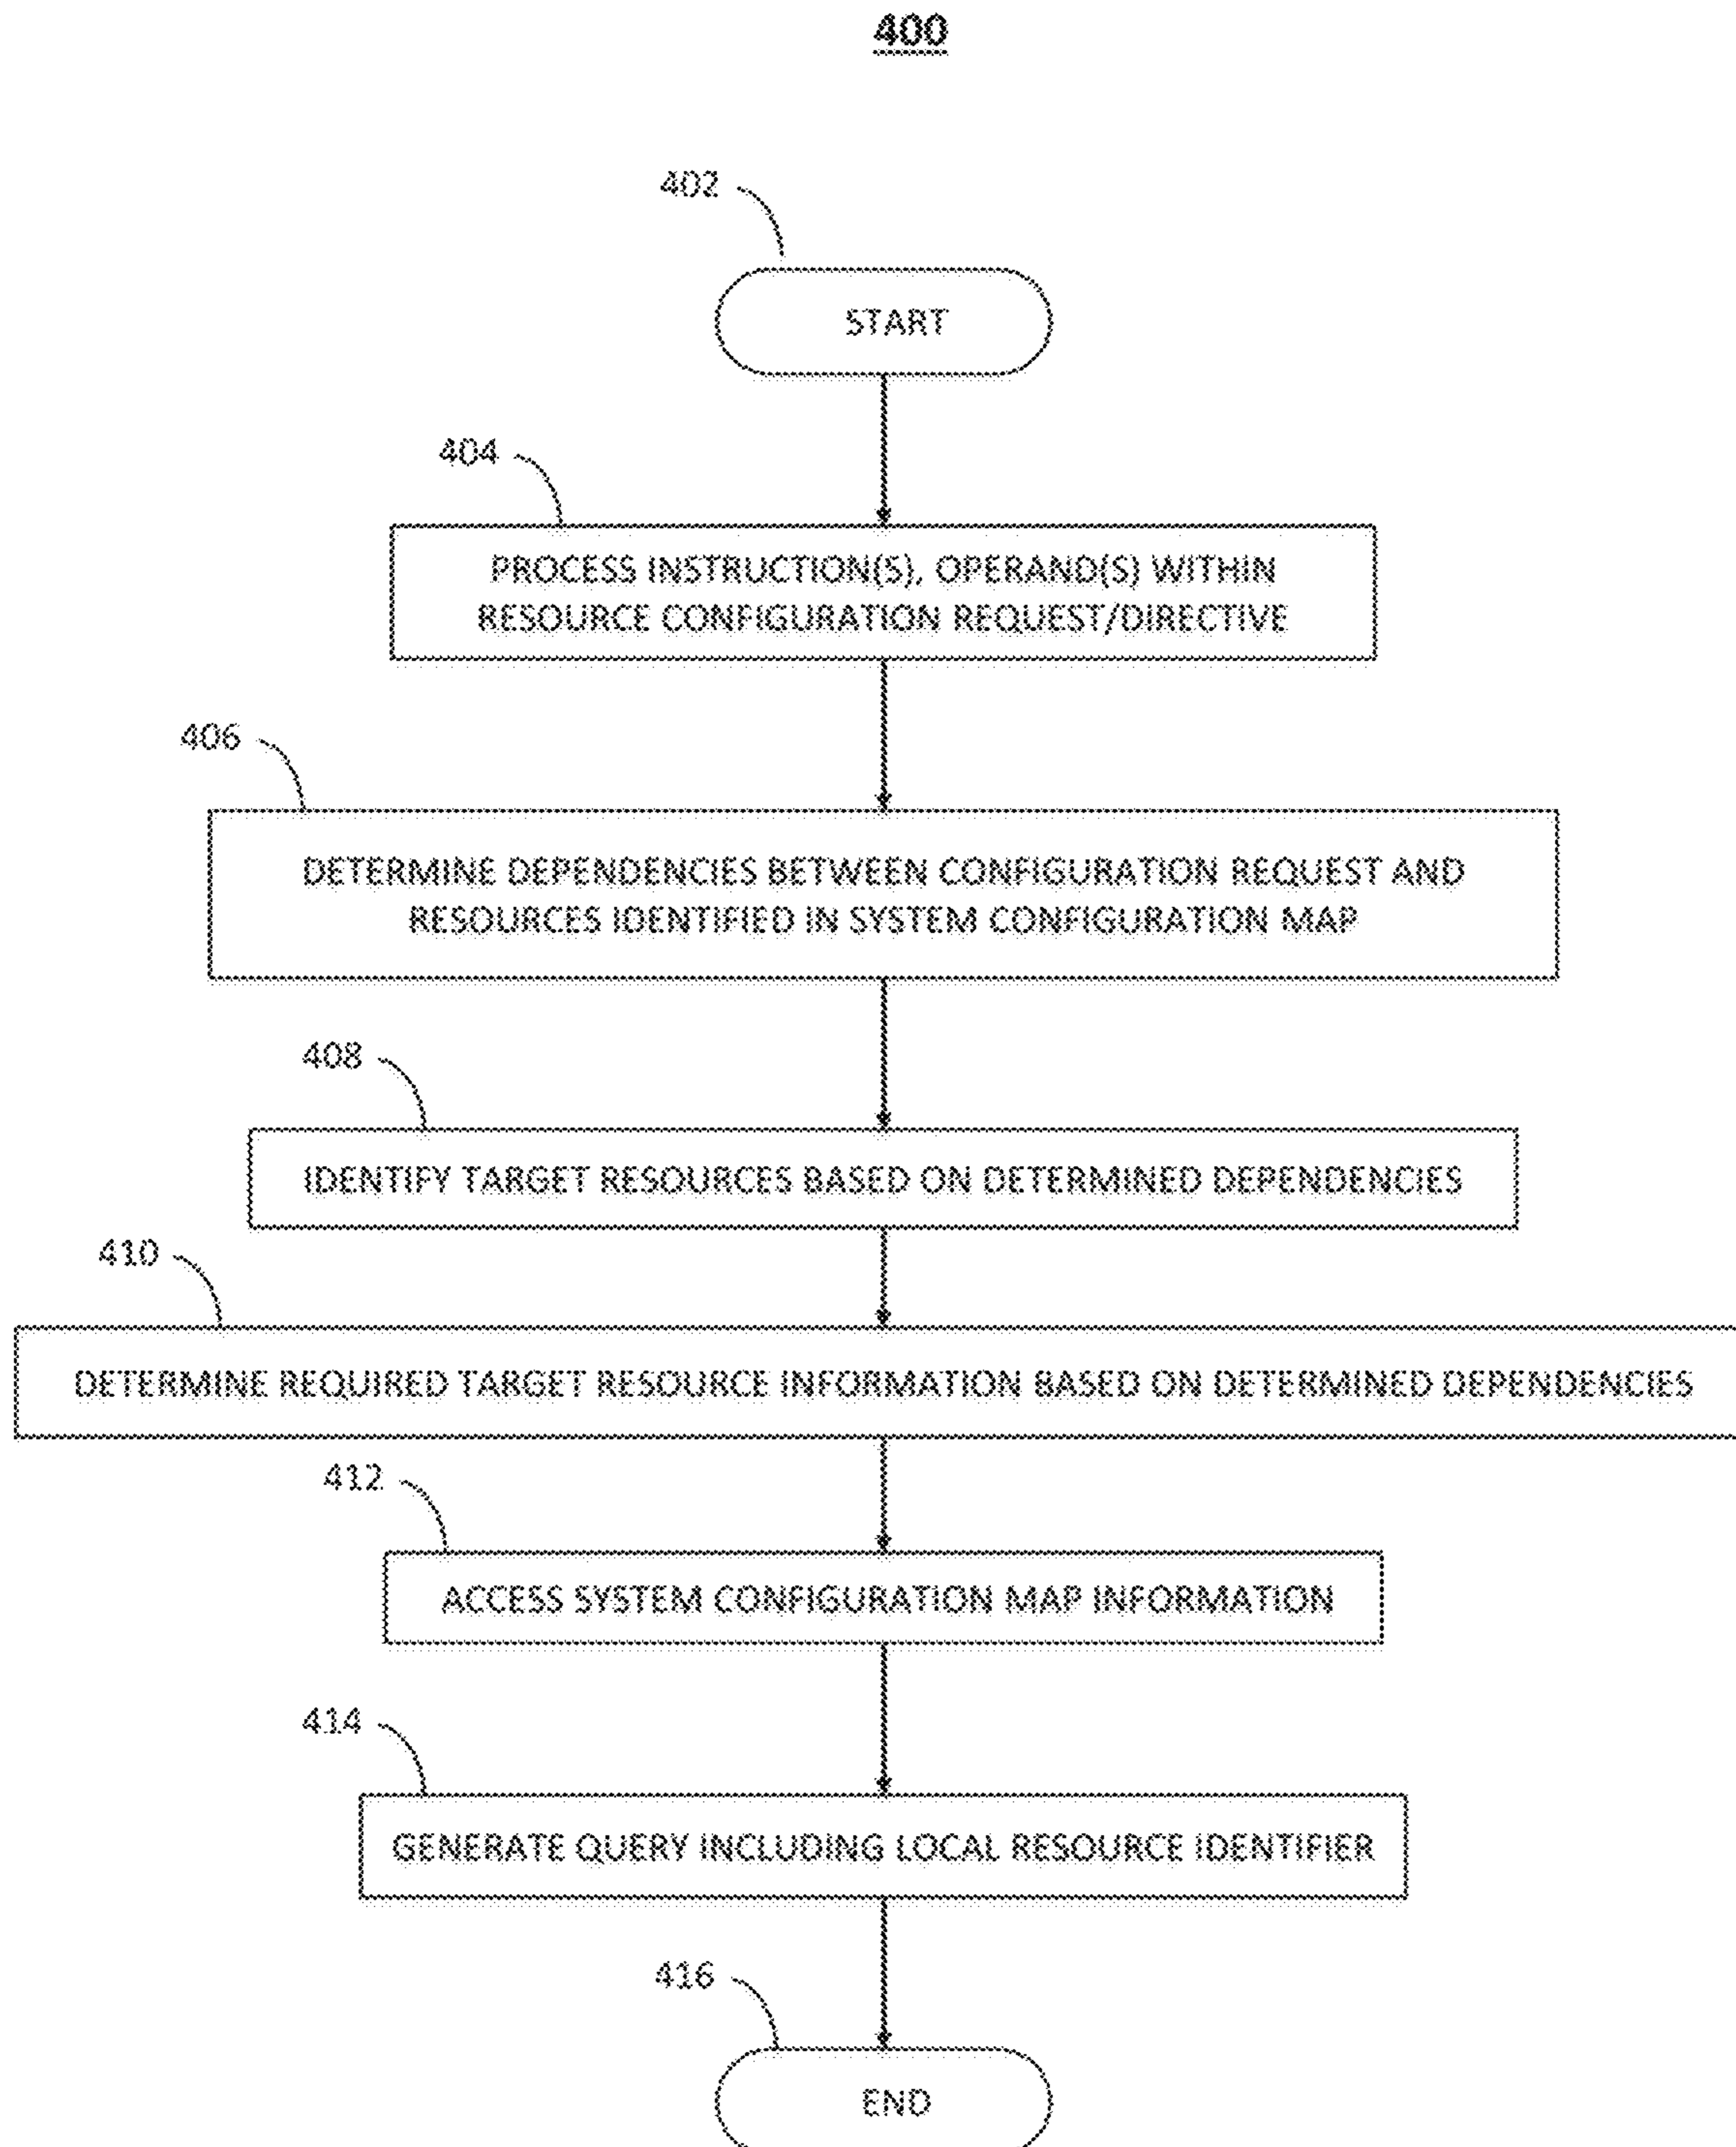 400
402
START
404
PROCESS INSTRUCTION(S), OPERAND(S) WITHIN
RESOURCE CONFIGURATION REQUEST/DIRECTIVE
406
DETERMINE DEPENDENCIES BETWEEN CONFIGURATION REQUEST AND
RESOURCES IDENTIFIED IN SYSTEM CONFIGURATION MAP
408
IDENTIFY TARGET RESOURCES BASED ON DETERMINED DEPENDENCIES
410
DETERMINE REQUIRED TARGET RESOURCE INFORMATION BASED ON DETERMINED DEPENDENCIES
412
ACCESS SYSTEM CONFIGURATION MAP INFORMATION
414
GENERATE QUERY INCLUDING LOCAL RESOURCE IDENTIFIER
416
END